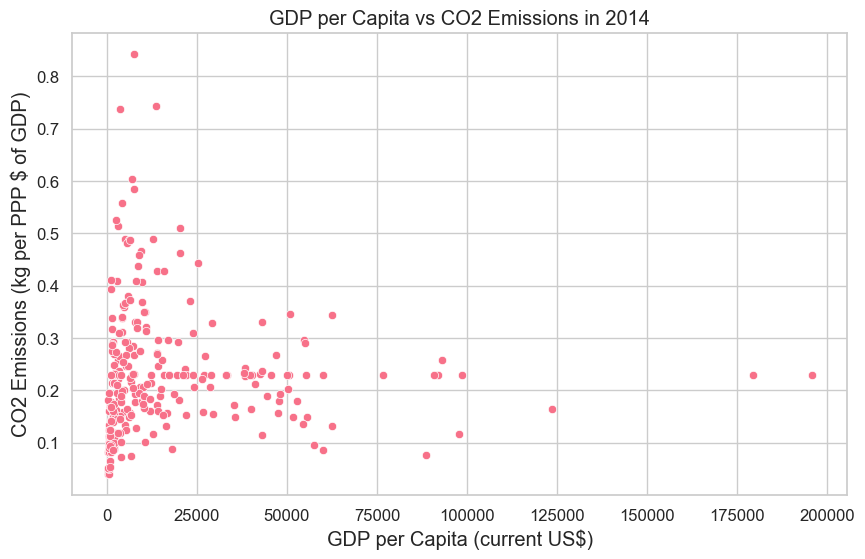 GDP per Capita vs CO2 Emissions in 2014
CO2 Emissions (kg per PPP $ of GDP)
0.8
0.7
0.6
0.5
0.4
0.3
0.2
0.1
0 25000 50000 75000 100000 125000 150000 175000 200000
GDP per Capita (current US$)